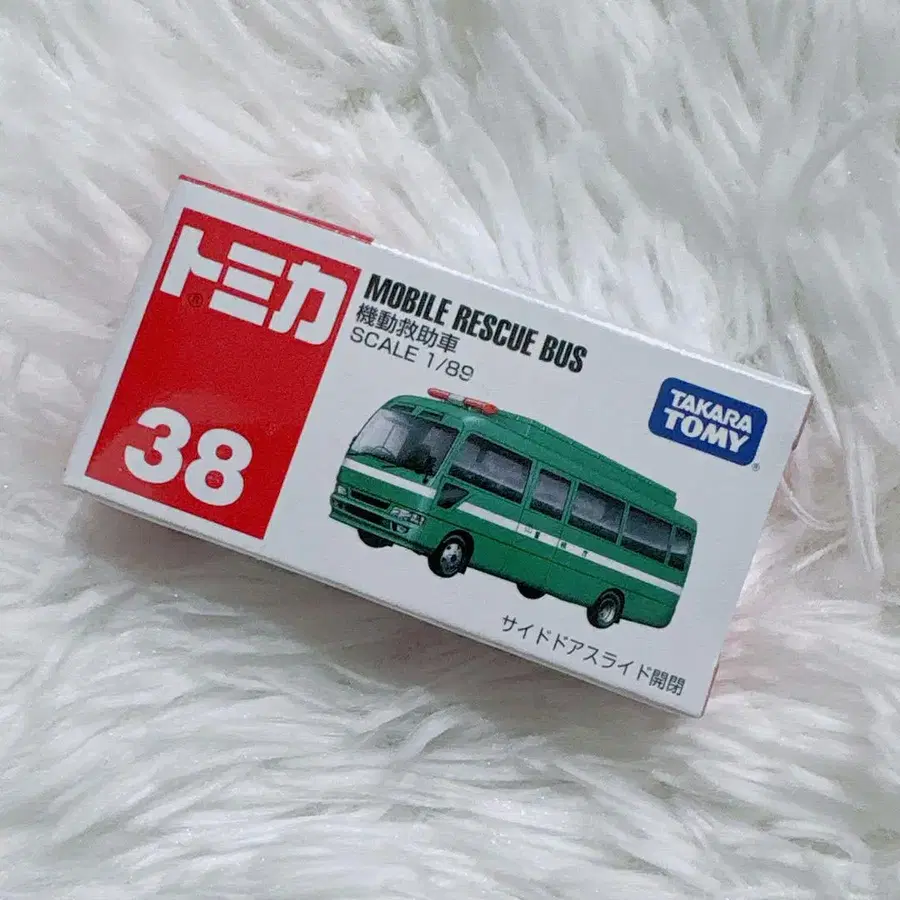 トミカ®
38
MOBILE RESCUE BUS
機動救助車
SCALE 1/89
TAKARA
TOMY®
サイドドアスライド開閉